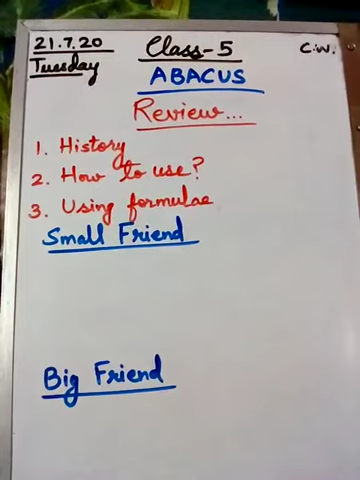 21.7.20 Class-5 C.W.
Tuesday ABACUS
Review...
1. History
2. How to use?
3. Using formulae
Small Friend
Big Friend